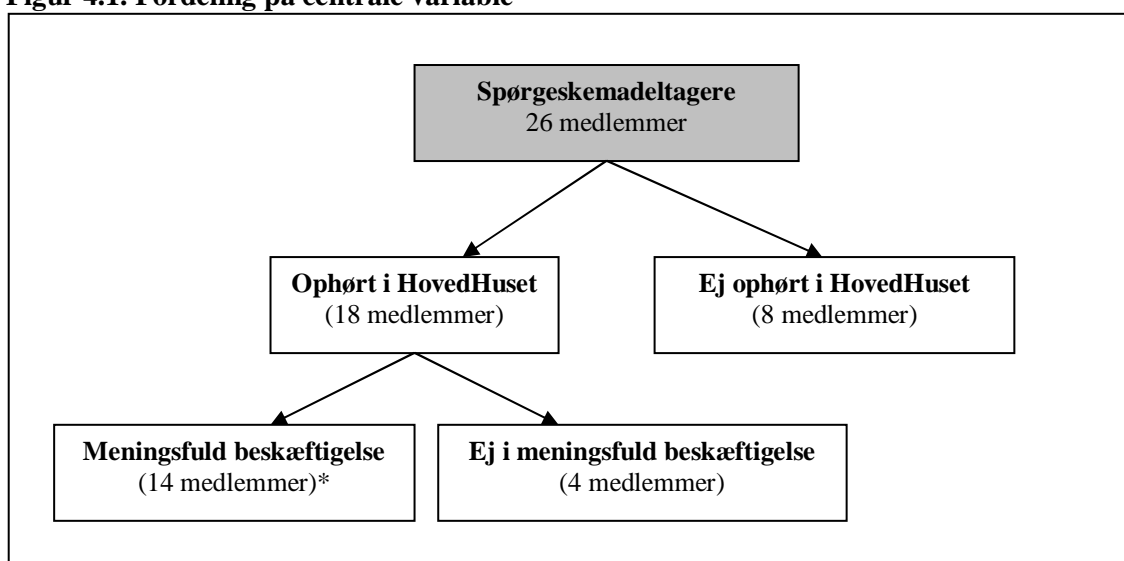 Figur 4.1. Fordeling på centrale variable
Spørgeskemadeltagere
26 medlemmer
Ophørt i HovedHuset
(18 medlemmer)
Ej ophørt i HovedHuset
(8 medlemmer)
Meningsfuld beskæftigelse
(14 medlemmer)*
Ej i meningsfuld beskæftigelse
(4 medlemmer)